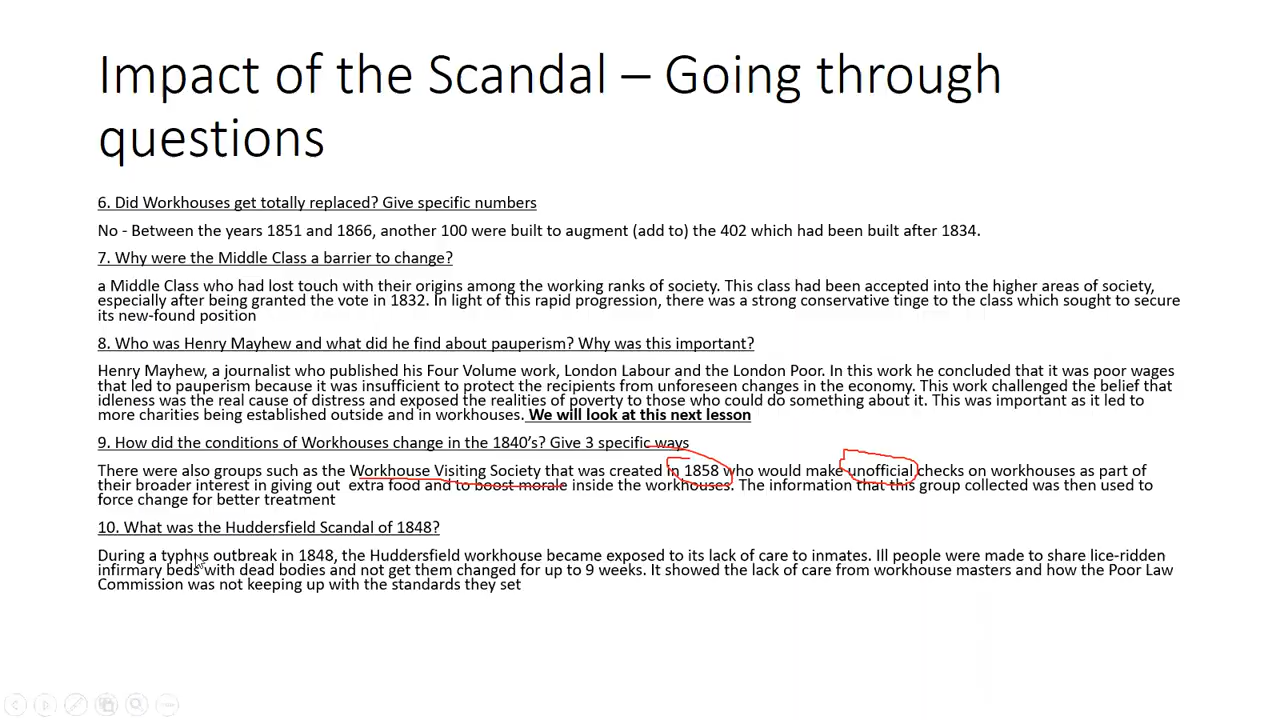 Impact of the Scandal – Going through
questions
6. Did Workhouses get totally replaced? Give specific numbers
No - Between the years 1851 and 1866, another 100 were built to augment (add to) the 402 which had been built after 1834.
7. Why were the Middle Class a barrier to change?
a Middle Class who had lost touch with their origins among the working ranks of society. This class had been accepted into the higher areas of society,
especially after being granted the vote in 1832. In light of this rapid progression, there was a strong conservative tinge to the class which sought to secure
its new-found position
8. Who was Henry Mayhew and what did he find about pauperism? Why was this important?
Henry Mayhew, a journalist who published his Four Volume work, London Labour and the London Poor. In this work he concluded that it was poor wages
that led to pauperism because it was insufficient to protect the recipients from unforeseen changes in the economy. This work challenged the belief that
idleness was the real cause of distress and exposed the realities of poverty to those who could do something about it. This was important as it led to
more charities being established outside and in workhouses. We will look at this next lesson
9. How did the conditions of Workhouses change in the 1840's? Give 3 specific ways
There were also groups such as the Workhouse Visiting Society that was created in 1858 who would make unofficial checks on workhouses as part of
their broader interest in giving out extra food and to boost morale inside the workhouses. The information that this group collected was then used to
force change for better treatment
10. What was the Huddersfield Scandal of 1848?
During a typhus outbreak in 1848, the Huddersfield workhouse became exposed to its lack of care to inmates. Ill people were made to share lice-ridden
infirmary beds with dead bodies and not get them changed for up to 9 weeks. It showed the lack of care from workhouse masters and how the Poor Law
Commission was not keeping up with the standards they set